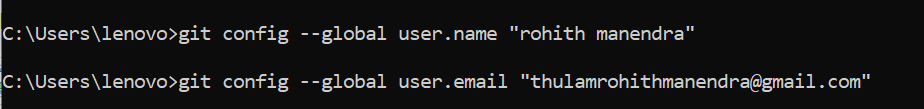 C:\Users\lenovo>git config --global user.name "rohith manendra"
C:\Users\lenovo>git config --global user.email "thulamrohithmanendra@gmail.com"